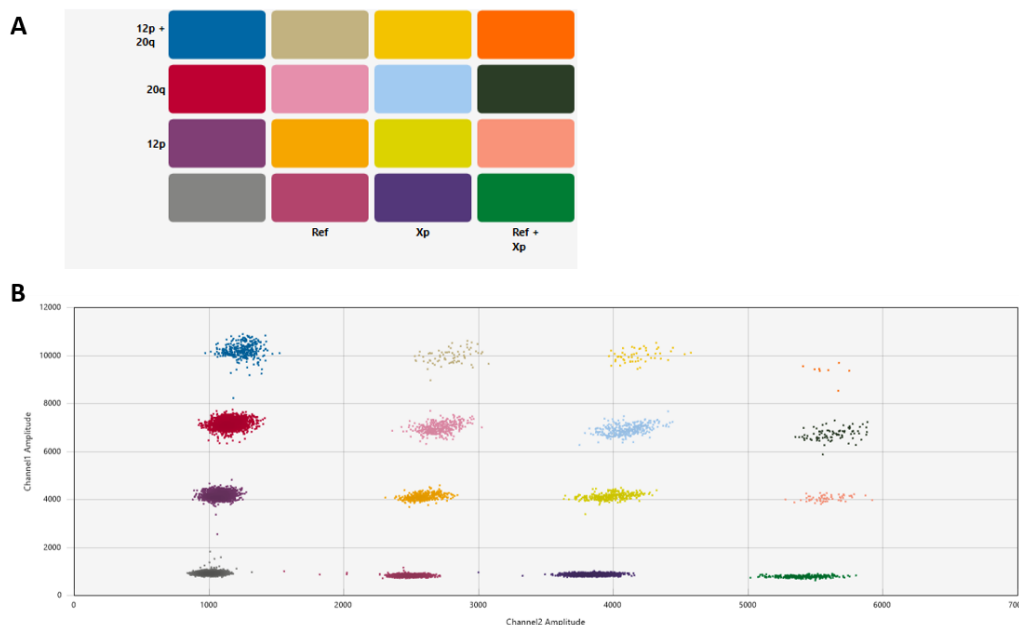 A
12p +
20q
20q
12p
Ref
Xp
Ref +
Xp
B
12000
10000
8000
6000
4000
2000
0
Channel1 Amplitude
0
1000
2000
3000
4000
5000
6000
700
Channel2 Amplitude